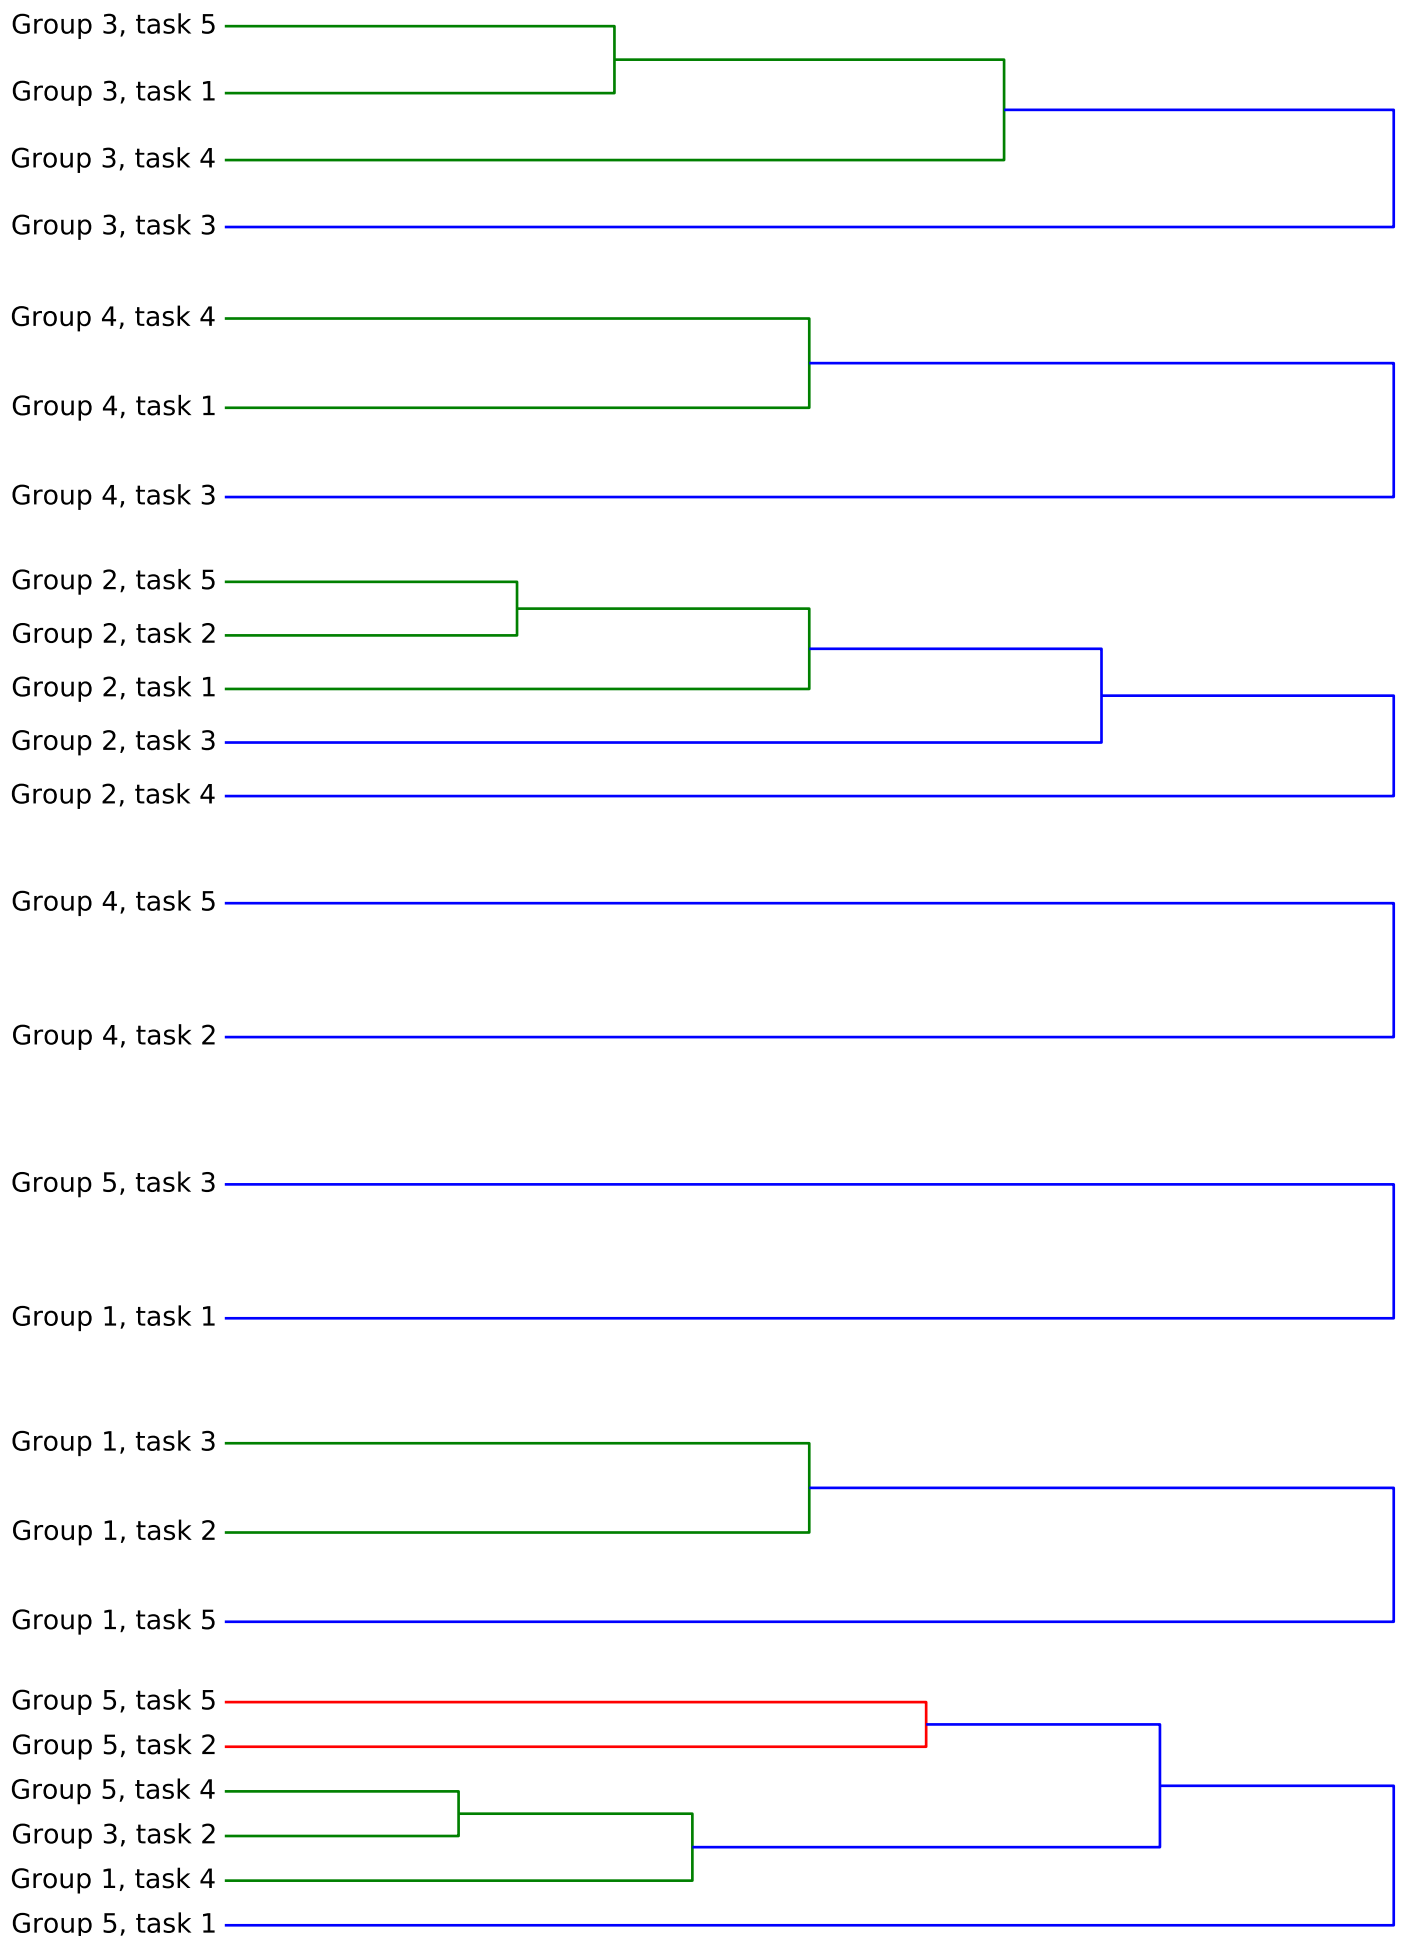 Group 3, task 5
Group 3, task 1
Group 3, task 4
Group 3, task 3
Group 4, task 4
Group 4, task 1
Group 4, task 3
Group 2, task 5
Group 2, task 2
Group 2, task 1
Group 2, task 3
Group 2, task 4
Group 4, task 5
Group 4, task 2
Group 5, task 3
Group 1, task 1
Group 1, task 3
Group 1, task 2
Group 1, task 5
Group 5, task 5
Group 5, task 2
Group 5, task 4
Group 3, task 2
Group 1, task 4
Group 5, task 1